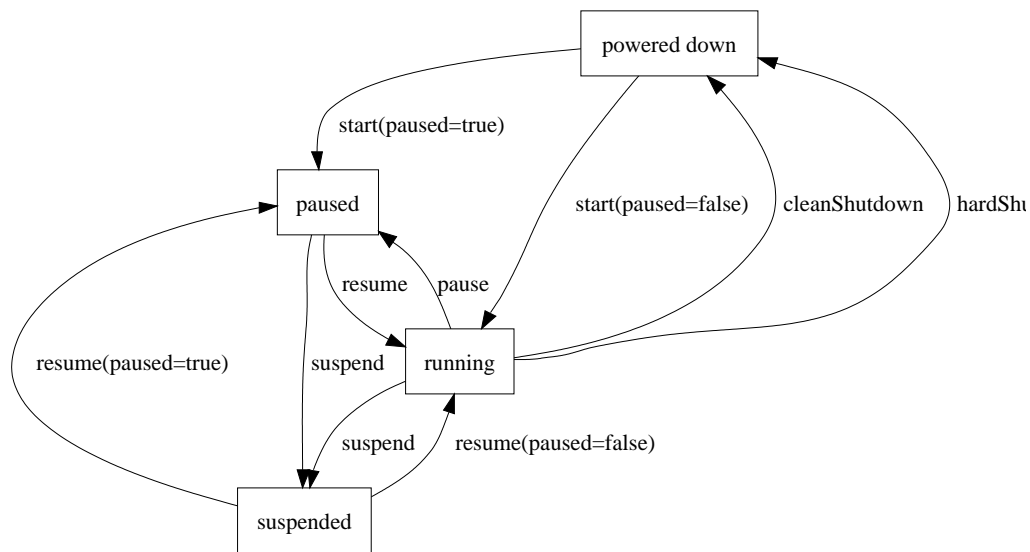 powered down
start(paused=true)
paused
start(paused=false)
cleanShutdown
hardShu
resume
pause
resume(paused=true)
suspend
running
suspend
resume(paused=false)
suspended